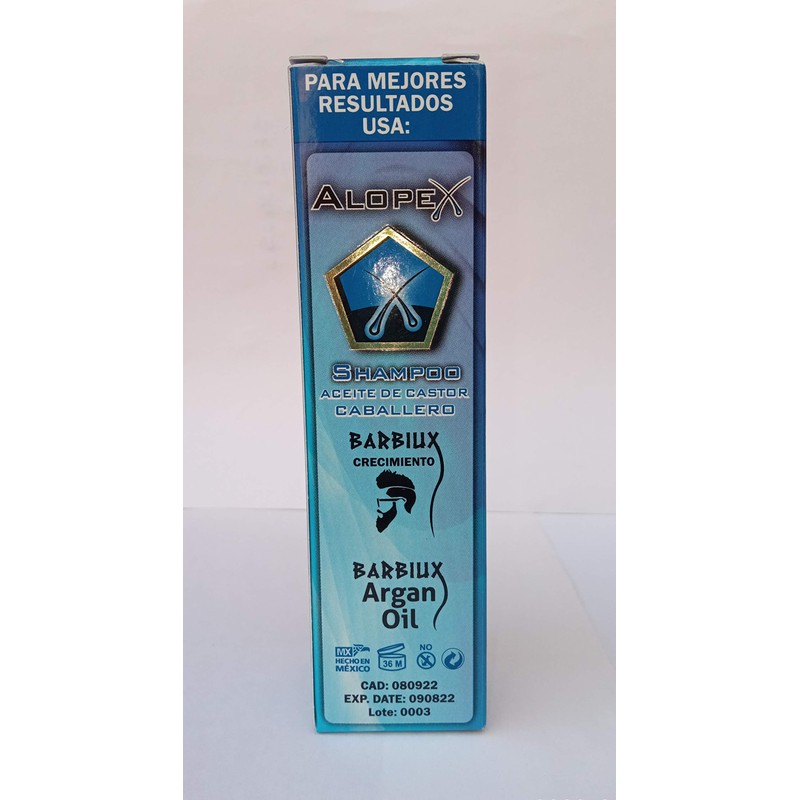 PARA MEJORES
RESULTADOS
USA:
ALOPEX
SHAMPOO
ACEITE DE CASTOR
CABALLERO
BARBIUX
CRECIMIENTO
BARBIUX
Argan
Oil
MX
HECHO EN
MÉXICO
36 M
NO
CAD: 080922
EXP. DATE: 090822
Lote: 0003